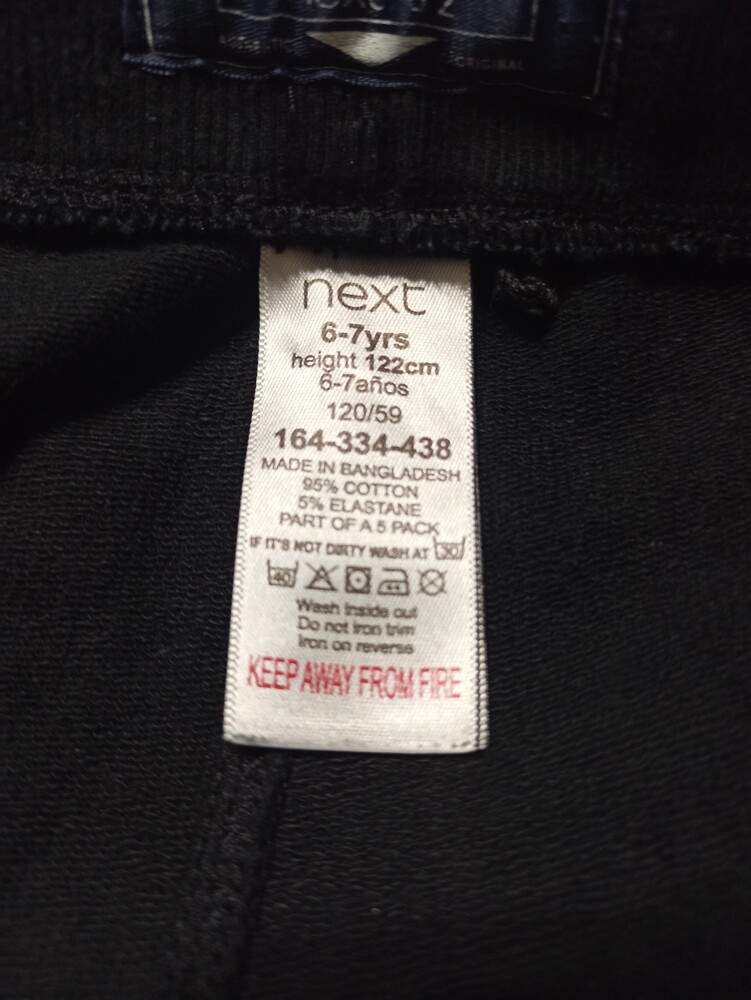 ORIGINAL
next
6-7yrs
height 122cm
6-7años
120/59
164-334-438
MADE IN BANGLADESH
95% COTTON
5% ELASTANE
PART OF A 5 PACK
IF IT'S NOT DIRTY WASH AT 30
40
Wash inside out
Do not iron trim
Iron on reverse
KEEP AWAY FROM FIRE